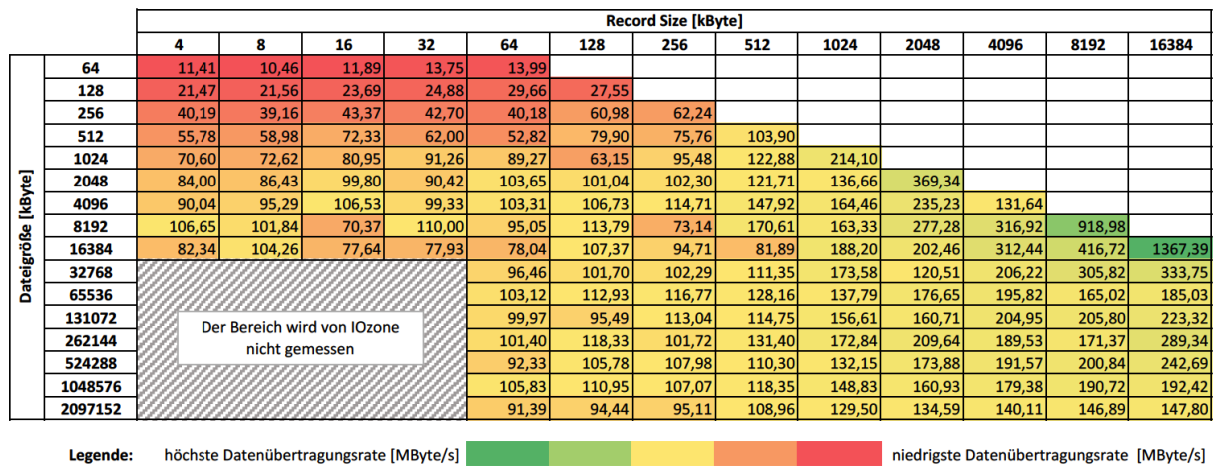 Record Size [kByte]
4 8 16 32 64 128 256 512 1024 2048 4096 8192 16384
Dateigröße [kByte]
64 11,41 10,46 11,89 13,75 13,99
128 21,47 21,56 23,69 24,88 29,66 27,55
256 40,19 39,16 43,37 42,70 40,18 60,98 62,24
512 55,78 58,98 72,33 62,00 52,82 79,90 75,76 103,90
1024 70,60 72,62 80,95 91,26 89,27 63,15 95,48 122,88 214,10
2048 84,00 86,43 99,80 90,42 103,65 101,04 102,30 121,71 136,66 369,34
4096 90,04 95,29 106,53 99,33 103,31 106,73 114,71 147,92 164,46 235,23 131,64
8192 106,65 101,84 70,37 110,00 95,05 113,79 73,14 170,61 163,33 277,28 316,92 918,98
16384 82,34 104,26 77,64 77,93 78,04 107,37 94,71 81,89 188,20 202,46 312,44 416,72 1367,39
32768 96,46 101,70 102,29 111,35 173,58 120,51 206,22 305,82 333,75
65536 103,12 112,93 116,77 128,16 137,79 176,65 195,82 165,02 185,03
131072 99,97 95,49 113,04 114,75 156,61 160,71 204,95 205,80 223,32
262144 101,40 118,33 101,72 131,40 172,84 209,64 189,53 171,37 289,34
524288 92,33 105,78 107,98 110,30 132,15 173,88 191,57 200,84 242,69
1048576 105,83 110,95 107,07 118,35 148,83 160,93 179,38 190,72 192,42
2097152 91,39 94,44 95,11 108,96 129,50 134,59 140,11 146,89 147,80
Der Bereich wird von IOzone
nicht gemessen
Legende: höchste Datenübertragungsrate [MByte/s] niedrigste Datenübertragungsrate [MByte/s]